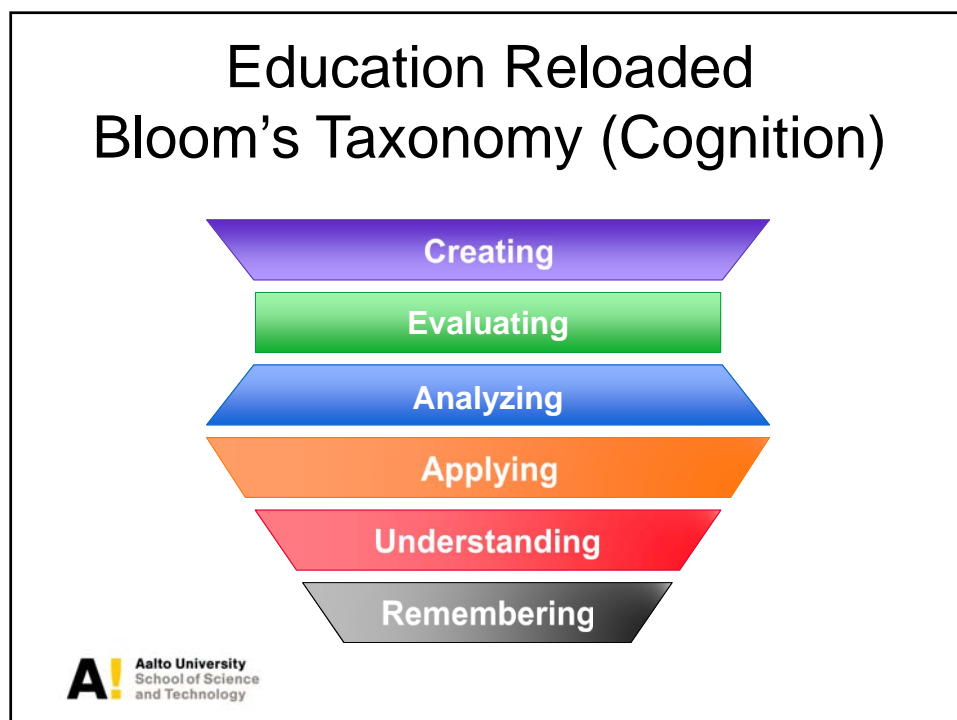 Education Reloaded
Bloom’s Taxonomy (Cognition)
Creating
Evaluating
Analyzing
Applying
Understanding
Remembering
A!
Aalto University
School of Science
and Technology